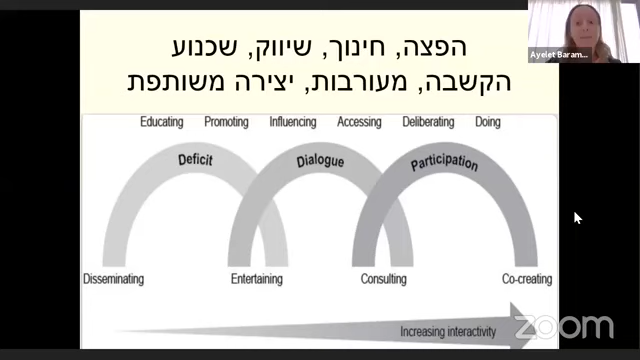 הפצה, חינוך, שיווק, שכנוע
הקשבה, מעורבות, יצירה משותפת
Educating Promoting Influencing Accessing Deliberating Doing
Deficit Dialogue Participation
Disseminating Entertaining Consulting Co-creating
Increasing interactivity
Ayelet Baram...
zoom